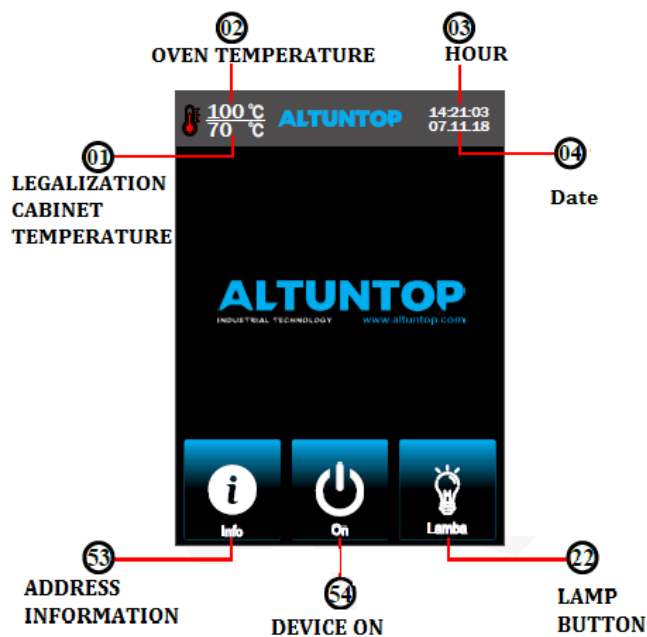 02
03
OVEN TEMPERATURE
HOUR
100 °C
70 °C
ALTUNTOP
14:21:03
07.11.18
01
04
LEGALIZATION
CABINET
TEMPERATURE
Date
ALTUNTOP
INDUSTRIAL TECHNOLOGY www.altuntop.com
i
Info
On
Lamba
53
54
22
ADDRESS
INFORMATION
DEVICE ON
LAMP
BUTTON